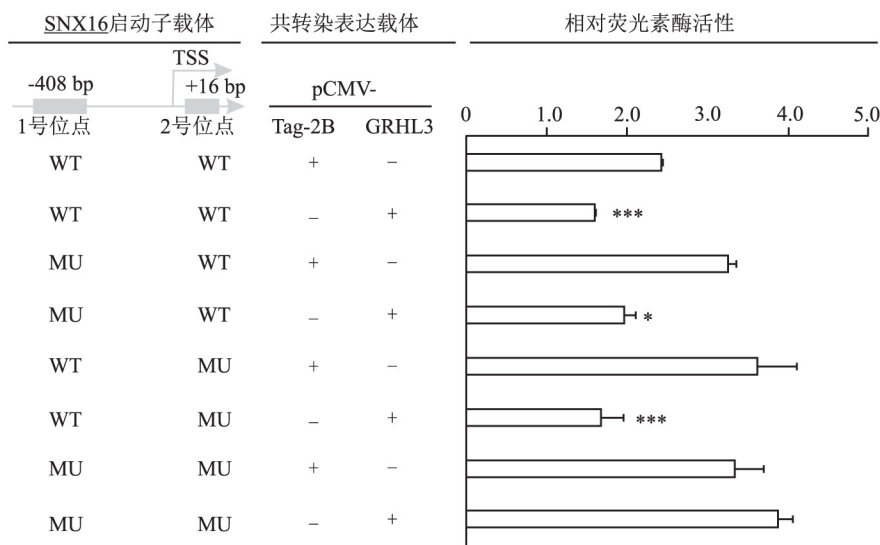 SNX16启动子载体 共转染表达载体 相对荧光素酶活性
TSS
-408 bp +16 bp pCMV-
1号位点 2号位点 Tag-2B GRHL3 0 1.0 2.0 3.0 4.0 5.0
WT WT + −
WT WT − + ***
MU WT + −
MU WT − + *
WT MU + −
WT MU − + ***
MU MU + −
MU MU − +